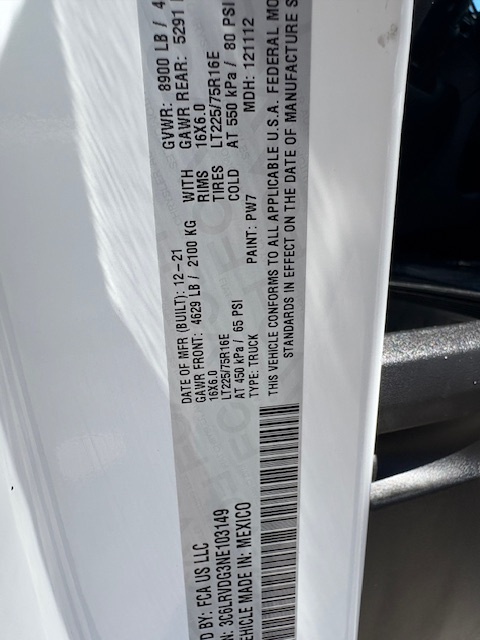 D BY: FCA US LLC
N: 3C6LRVDG3NE103149
EHICLE MADE IN: MEXICO
DATE OF MFR (BUILT): 12-21
GVWR: 8900 LB / 4
GAWR FRONT: 4629 LB / 2100 KG WITH GAWR REAR: 5291
16X6.0 RIMS 16X6.0
LT225/75R16E TIRES LT225/75R16E
AT 450 kPa / 65 PSI COLD AT 550 kPa / 80 PSI
TYPE: TRUCK PAINT: PW7 MDH: 121112
THIS VEHICLE CONFORMS TO ALL APPLICABLE U.S.A. FEDERAL MO
STANDARDS IN EFFECT ON THE DATE OF MANUFACTURE S